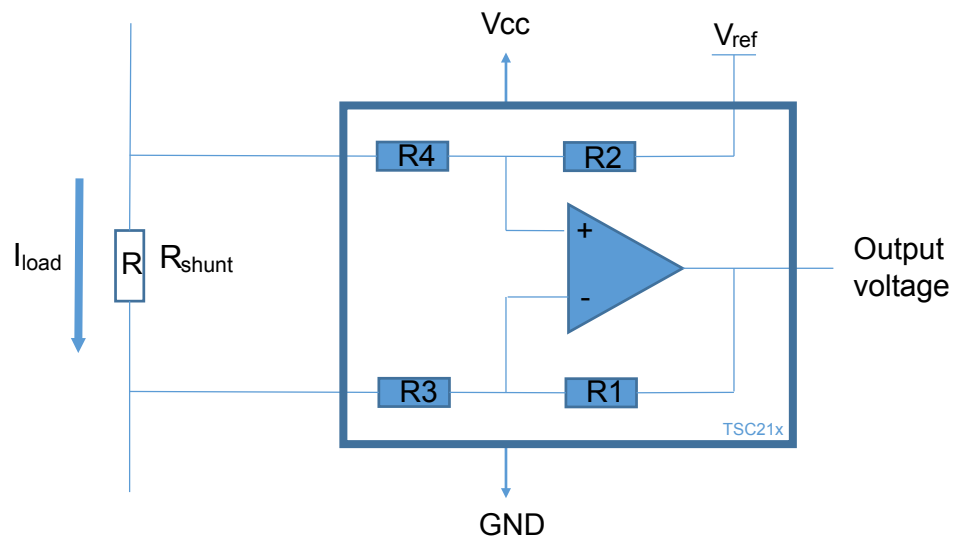 Vcc
Vref
R4
R2
+
Iload
R
Rshunt
Output
voltage
-
R3
R1
TSC21x
GND